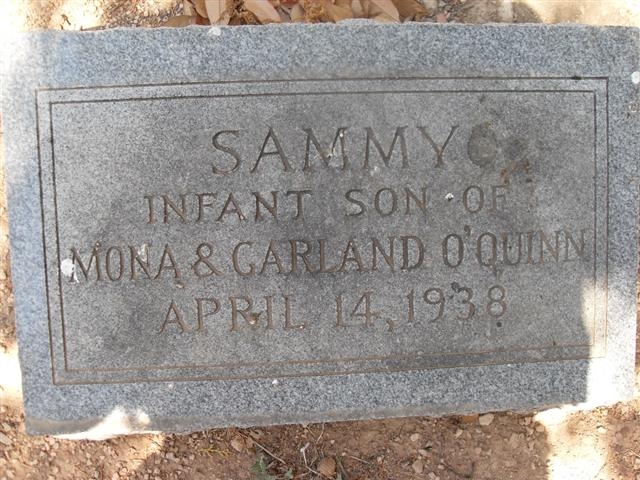 SAMMY
INFANT SON OF
MONA & GARLAND O'QUINN
APRIL 14, 1938